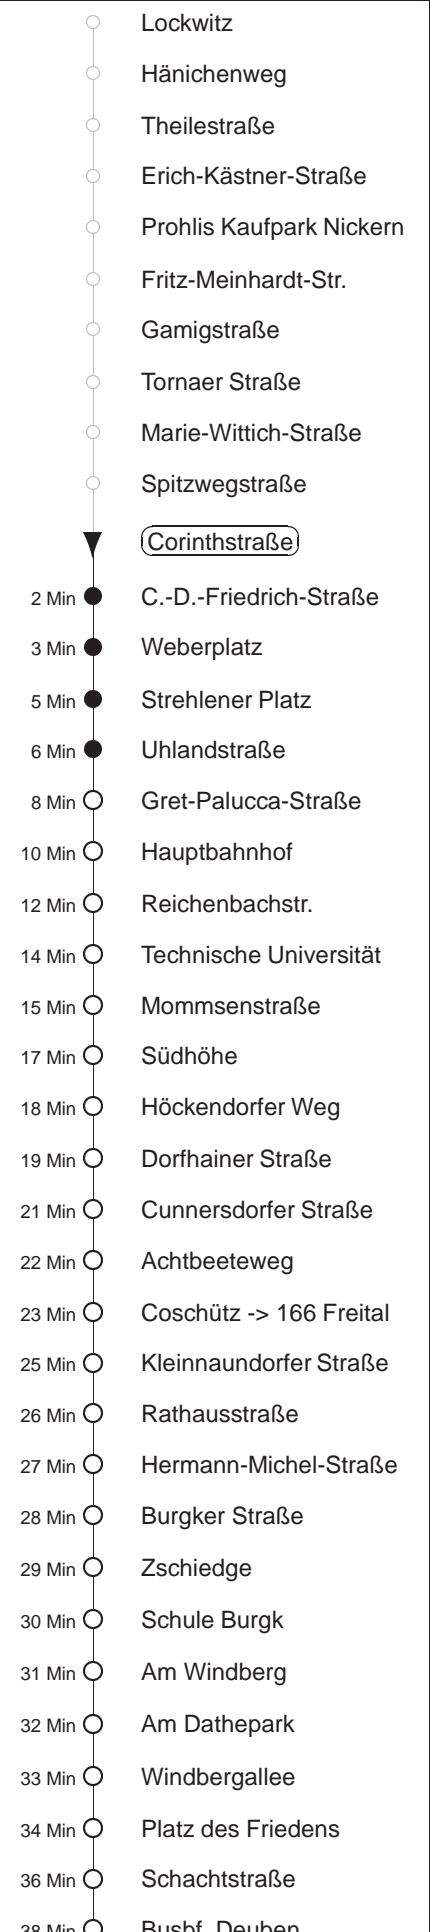 Lockwitz
Hänichenweg
Theilestraße
Erich-Kästner-Straße
Prohlis Kaufpark Nickern
Fritz-Meinhardt-Str.
Gamigstraße
Tornaer Straße
Marie-Wittich-Straße
Spitzwegstraße
Corinthstraße
2 Min C.-D.-Friedrich-Straße
3 Min Weberplatz
5 Min Strehlener Platz
6 Min Uhlandstraße
8 Min Gret-Palucca-Straße
10 Min Hauptbahnhof
12 Min Reichenbachstr.
14 Min Technische Universität
15 Min Mommsenstraße
17 Min Südhöhe
18 Min Höckendorfer Weg
19 Min Dorfhainer Straße
21 Min Cunnersdorfer Straße
22 Min Achtbeeteweg
23 Min Coschütz -> 166 Freital
25 Min Kleinnaundorfer Straße
26 Min Rathausstraße
27 Min Hermann-Michel-Straße
28 Min Burgker Straße
29 Min Zschiedge
30 Min Schule Burgk
31 Min Am Windberg
32 Min Am Dathepark
33 Min Windbergallee
34 Min Platz des Friedens
36 Min Schachtstraße
38 Min Busbf. Deuben